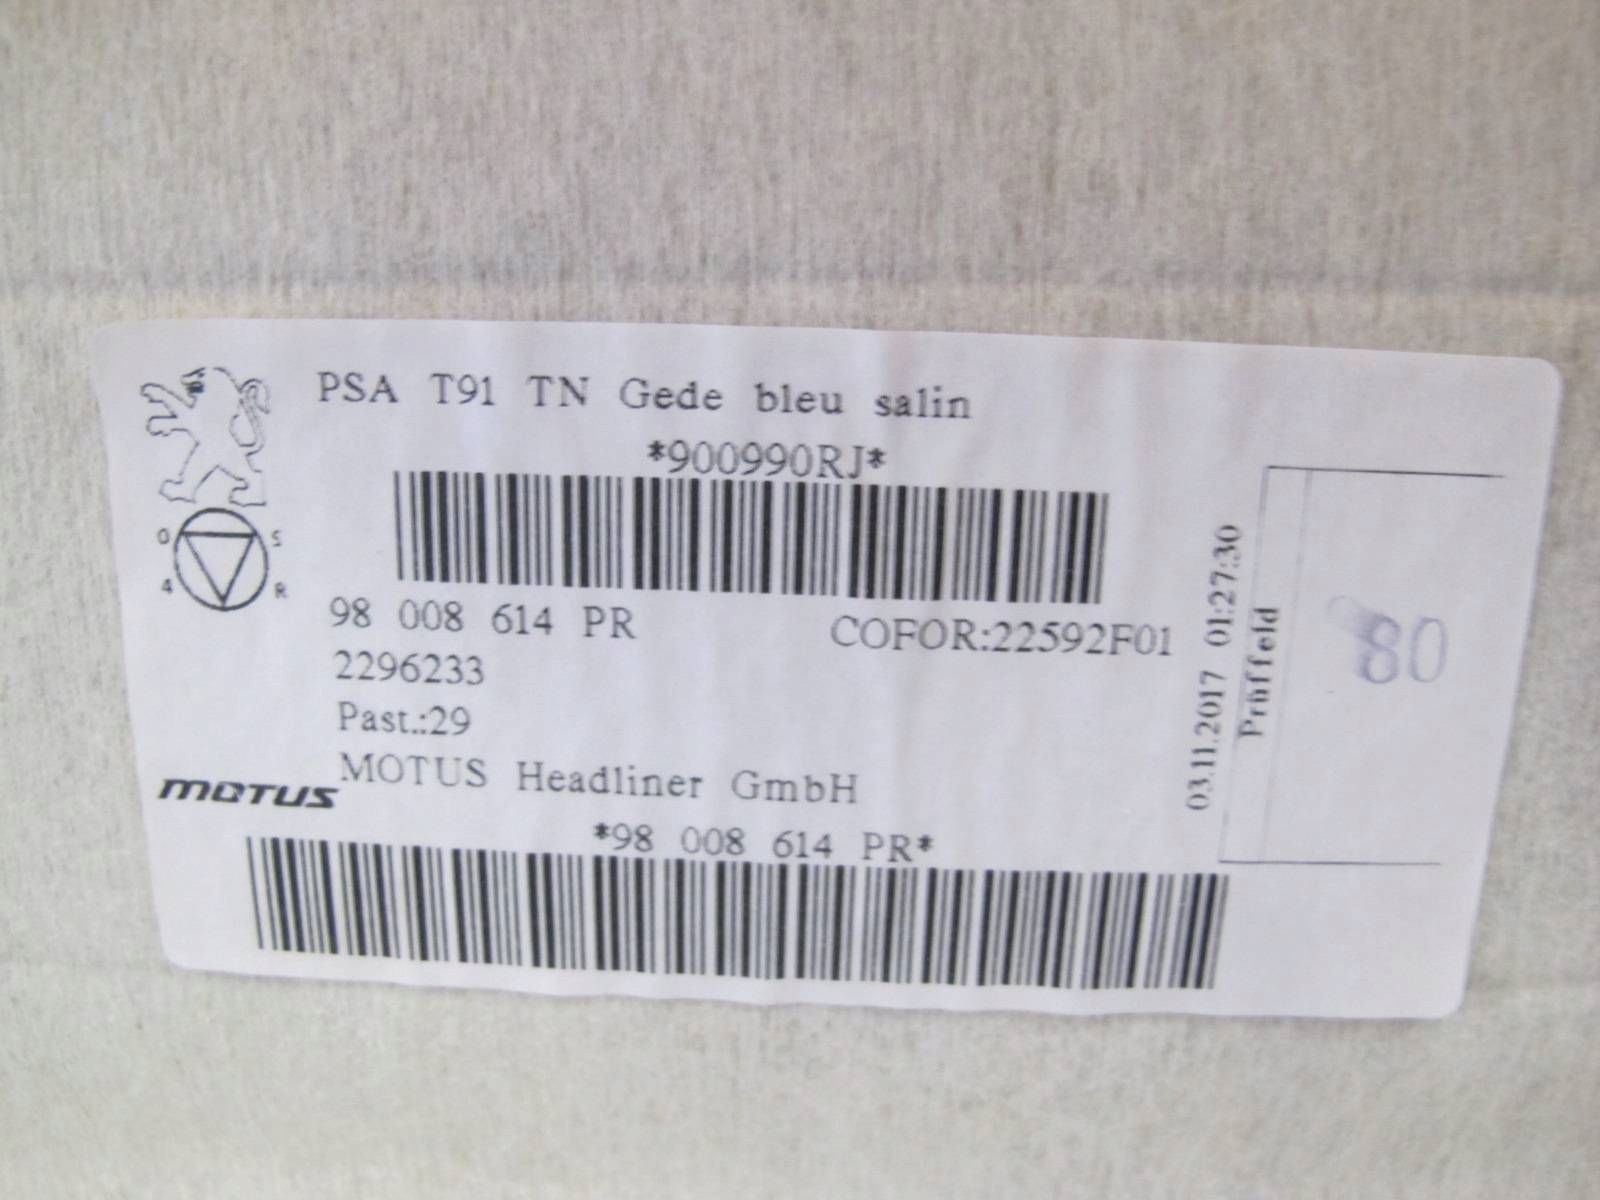 PSA T91 TN Gede bleu salin
*900990RJ*
O S
4 R
98 008 614 PR COFOR:22592F01
2296233
Past.:29
MOTUS MOTUS Headliner GmbH
*98 008 614 PR*
03.11.2017 01:27:30
Prüffeld
80